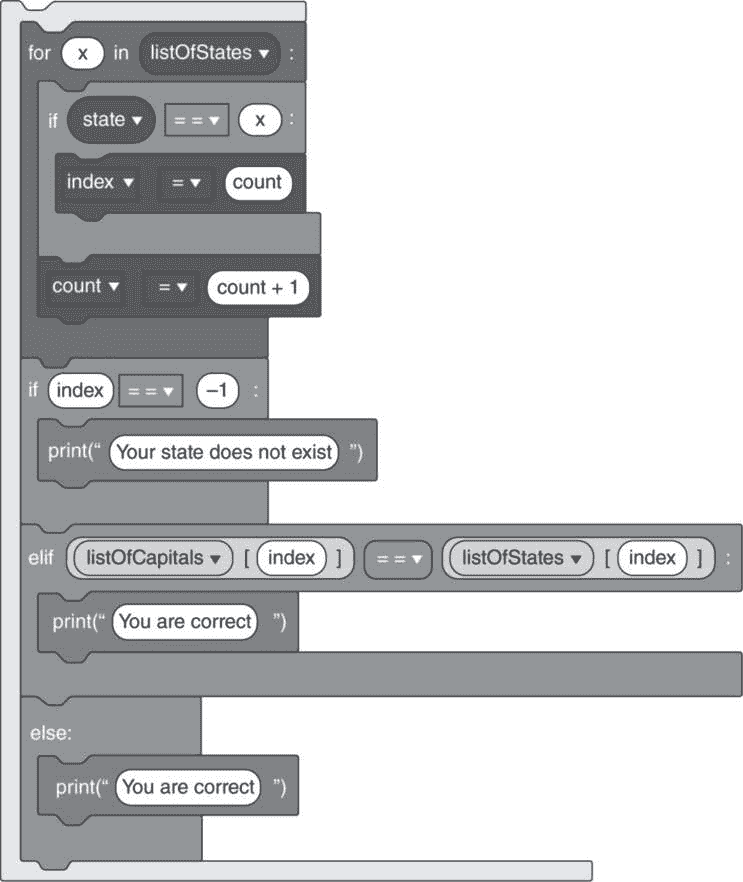 for x in listOfStates ▾ :
if state ▾ == ▾ x :
index ▾ = ▾ count
count ▾ = ▾ count + 1
if index == ▾ –1 :
print(“ Your state does not exist ”)
elif listOfCapitals ▾ [ index ] == ▾ listOfStates ▾ [ index ] :
print(“ You are correct ”)
else:
print(“ You are correct ”)